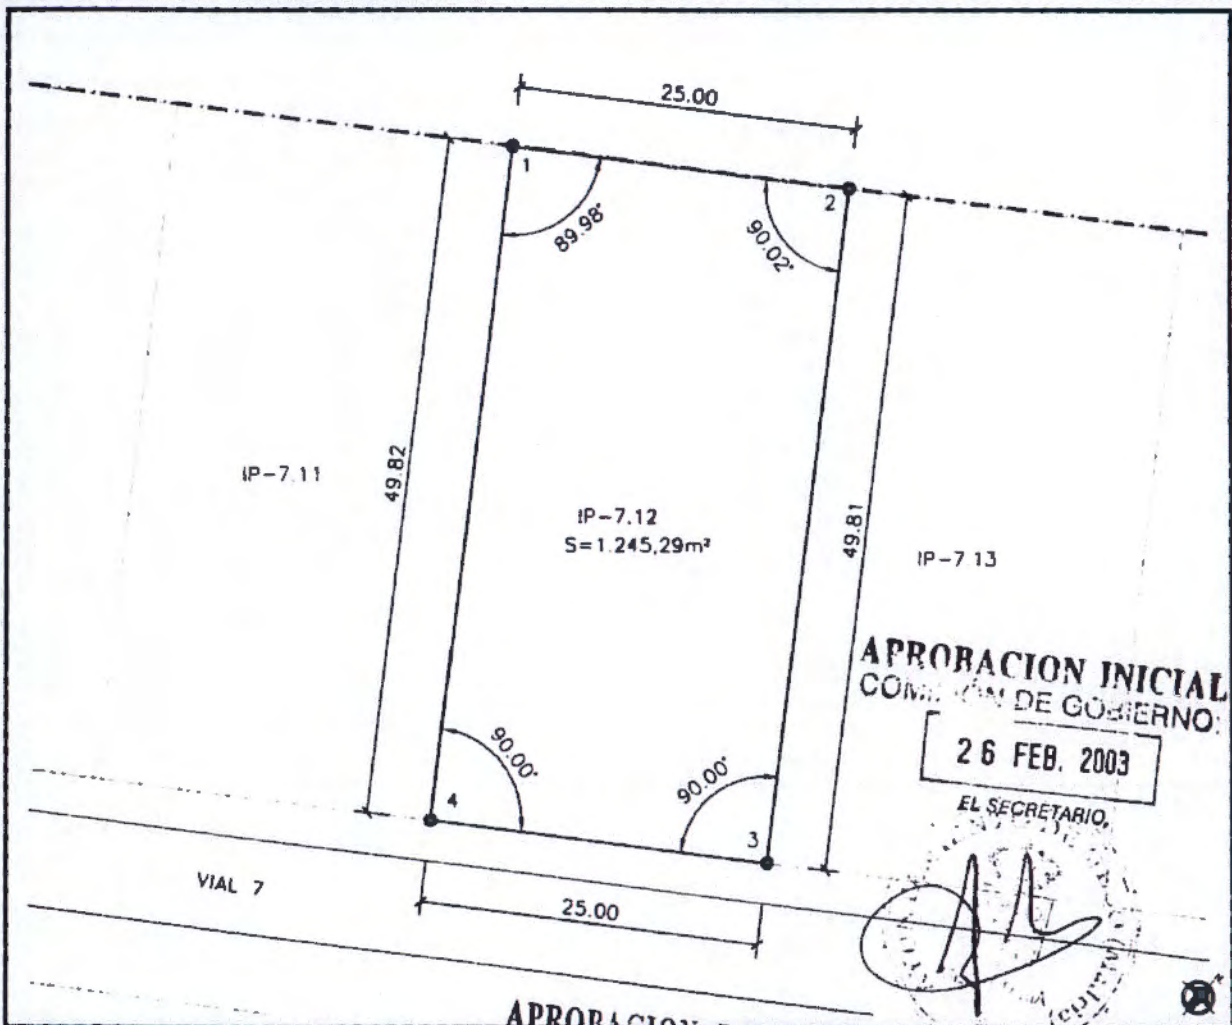 25.00
1
2
89.98°
90.02°
IP-7.11
49.82
IP-7.12
S=1.245,29m²
49.81
IP-7 13
APROBACION INICIAL
DE GOBIERNO
26 FEB. 2003
EL SECRETARIO,
90.00°
90.00°
4
3
VIAL 7
25.00
APROBACION